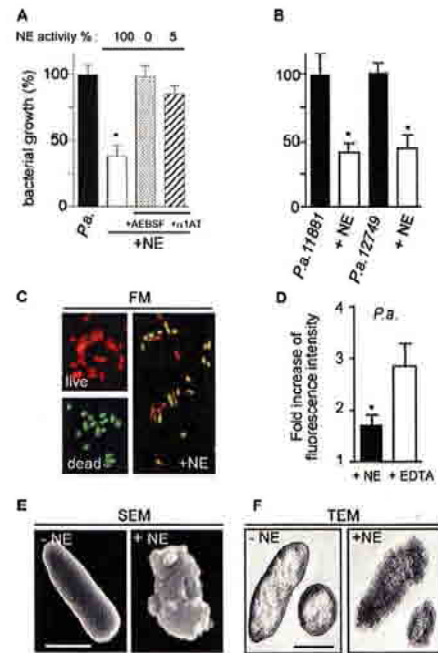 A
NE activity % : 100 0 5
bacterial growth (%)
100
50
0
P.a.
+AEBSF +α1AT
+NE
B
100
50
0
P.a.11881
+ NE
P.a.12749
+ NE
C
FM
live
dead
+NE
D
P.a.
Fold increase of
fluorescence intensity
4
3
2
1
+ NE + EDTA
E
SEM
- NE
+ NE
F
TEM
- NE
+NE